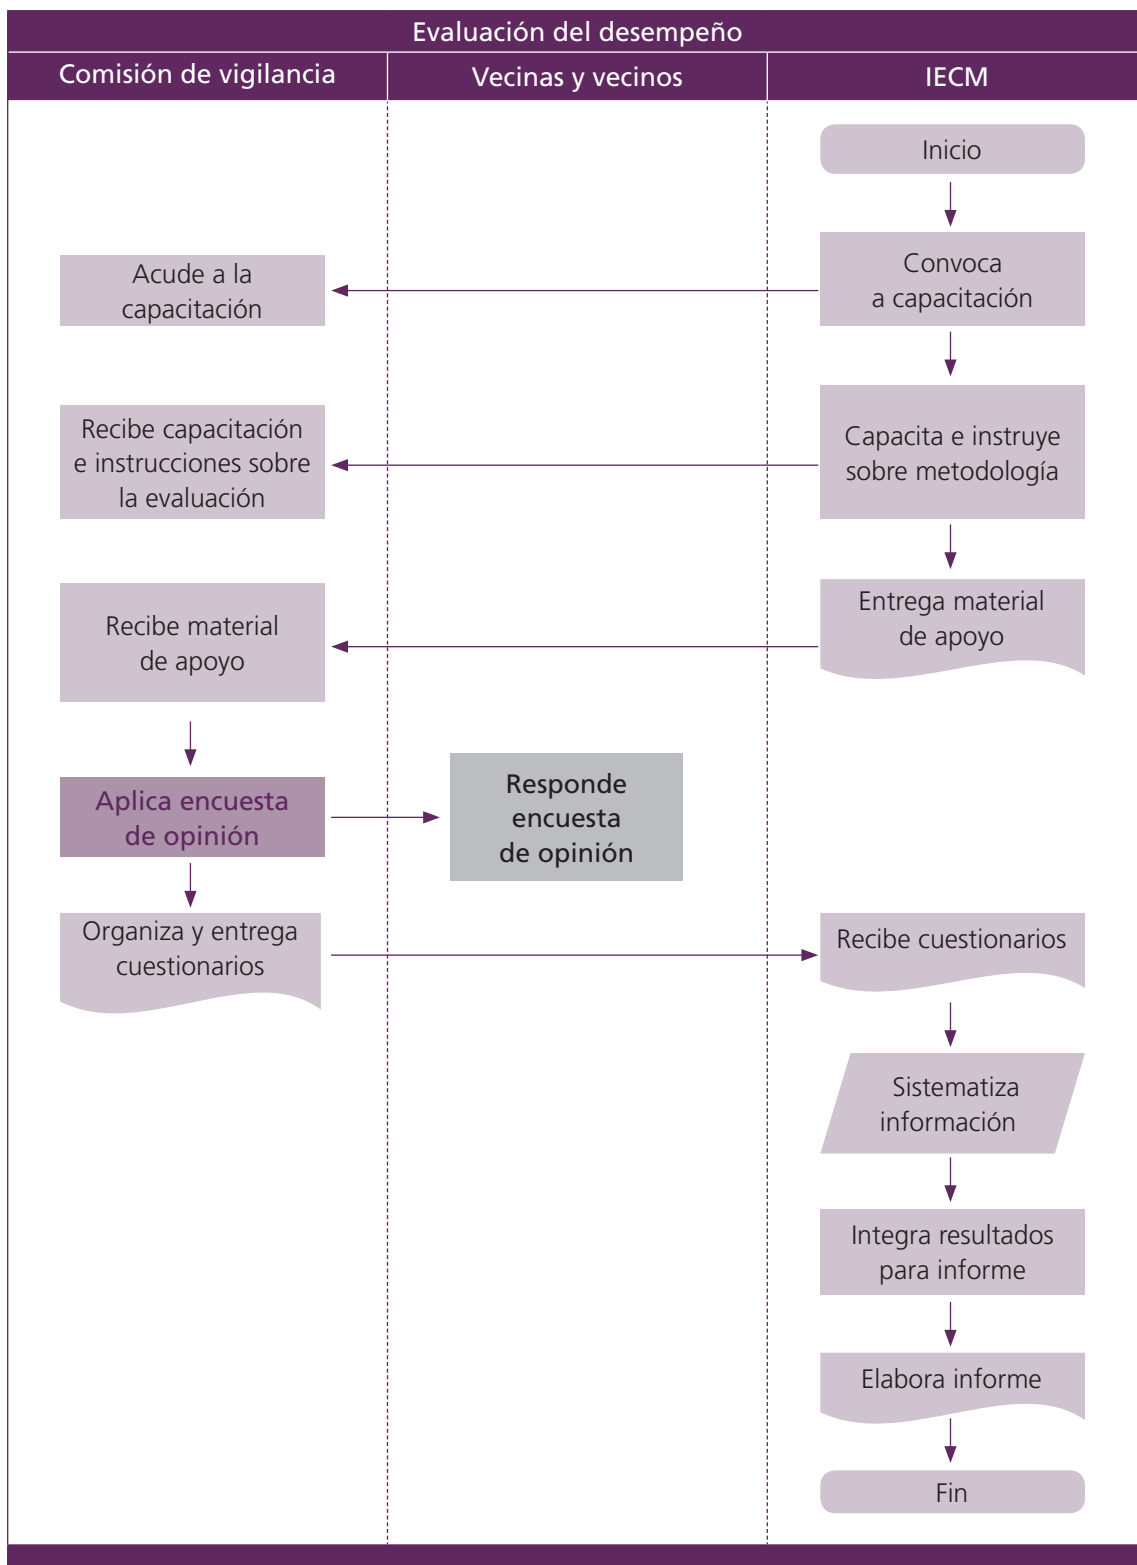 Evaluación del desempeño
Comisión de vigilancia
Vecinas y vecinos
IECM
Inicio
Convoca
a capacitación
Acude a la
capacitación
Capacita e instruye
sobre metodología
Recibe capacitación
e instrucciones sobre
la evaluación
Entrega material
de apoyo
Recibe material
de apoyo
Aplica encuesta
de opinión
Responde
encuesta
de opinión
Organiza y entrega
cuestionarios
Recibe cuestionarios
Sistematiza
información
Integra resultados
para informe
Elabora informe
Fin